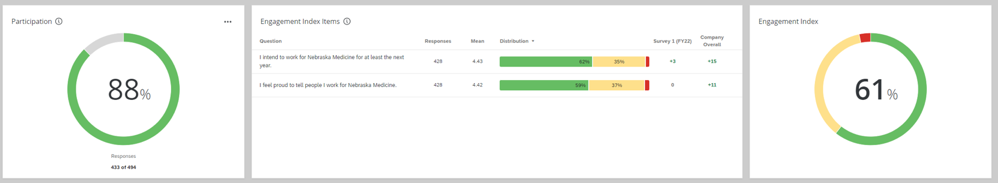 Participation
88%
Responses
433 of 494
Engagement Index Items
Question Responses Mean Distribution Survey 1 (FY22) Company Overall
I intend to work for Nebraska Medicine for at least the next year. 428 4.43 62% 35% +3 +15
I feel proud to tell people I work for Nebraska Medicine. 428 4.42 59% 37% 0 +11
Engagement Index
61%